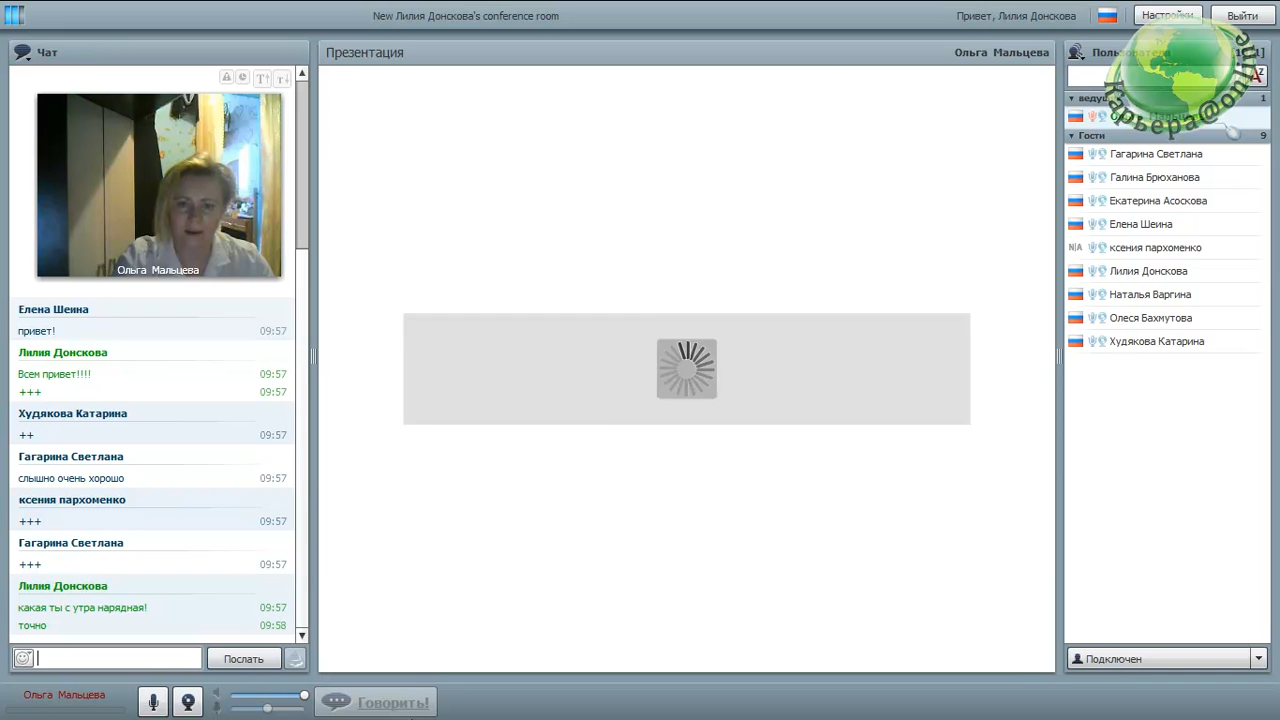 New Лилия Донскова's conference room
Привет, Лилия Донскова
Настройки
Выйти
Чат
Ольга Мальцева
Елена Шеина
привет!
09:57
Лилия Донскова
Всем привет!!!!
09:57
+++
09:57
Худякова Катарина
++
09:57
Гагарина Светлана
слышно очень хорошо
09:57
ксения пархоменко
+++
09:57
Гагарина Светлана
+++
09:57
Лилия Донскова
какая ты с утра нарядная!
09:57
точно
09:58
Послать
Презентация
Ольга Мальцева
Карьера@online
1
Гости
9
Гагарина Светлана
Галина Брюханова
Екатерина Асоскова
Елена Шеина
N|A ксения пархоменко
Лилия Донскова
Наталья Варгина
Олеся Бахмутова
Худякова Катарина
Подключен
Ольга Мальцева
Говорить!